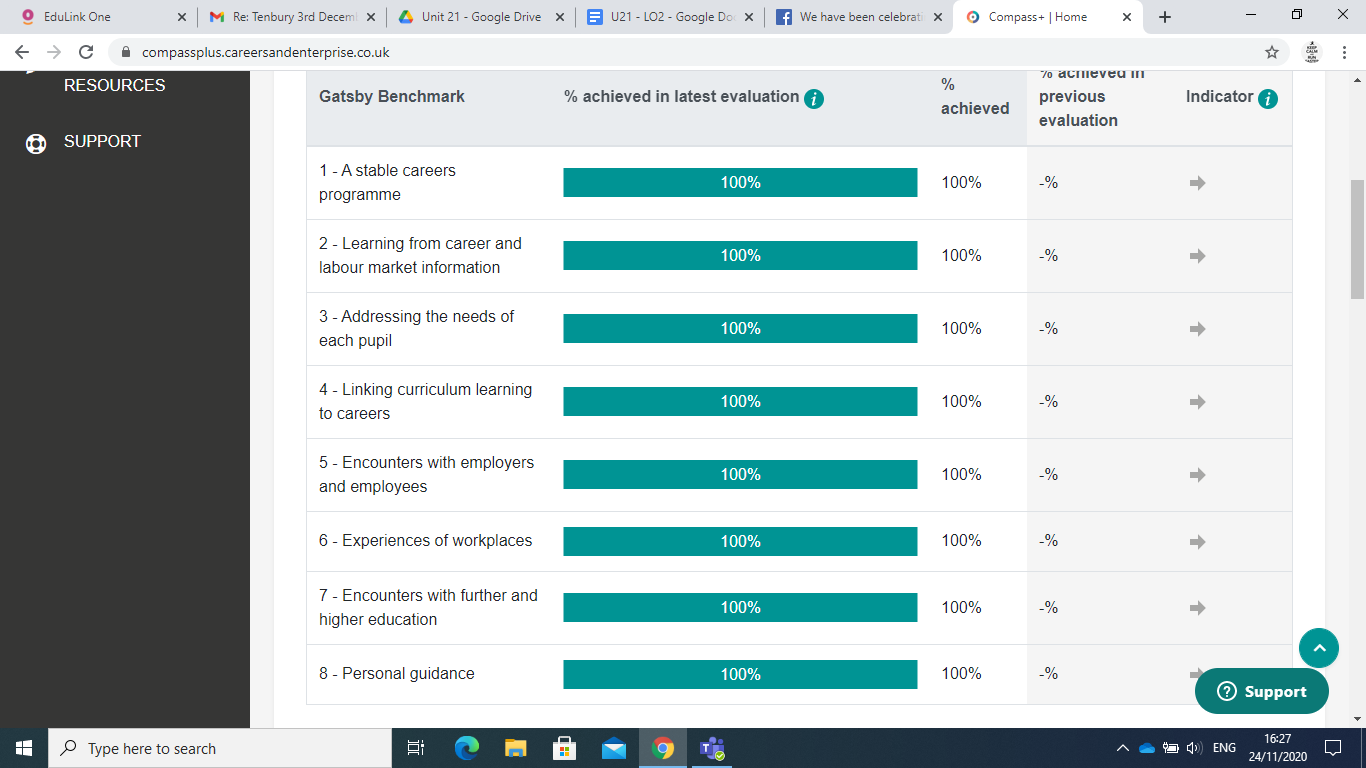 EduLink One
Re: Tenbury 3rd Decem
Unit 21 - Google Drive
U21 - LO2 - Google Do
We have been celebrati
Compass+ | Home
compassplus.careersandenterprise.co.uk
RESOURCES
SUPPORT
Gatsby Benchmark
% achieved in latest evaluation
%
achieved
% achieved in
previous
evaluation
Indicator
1 - A stable careers
programme
100%
100%
-%
2 - Learning from career and
labour market information
100%
100%
-%
3 - Addressing the needs of
each pupil
100%
100%
-%
4 - Linking curriculum learning
to careers
100%
100%
-%
5 - Encounters with employers
and employees
100%
100%
-%
6 - Experiences of workplaces
100%
100%
-%
7 - Encounters with further and
higher education
100%
100%
-%
8 - Personal guidance
100%
100%
-%
Support
Type here to search
ENG
16:27
24/11/2020